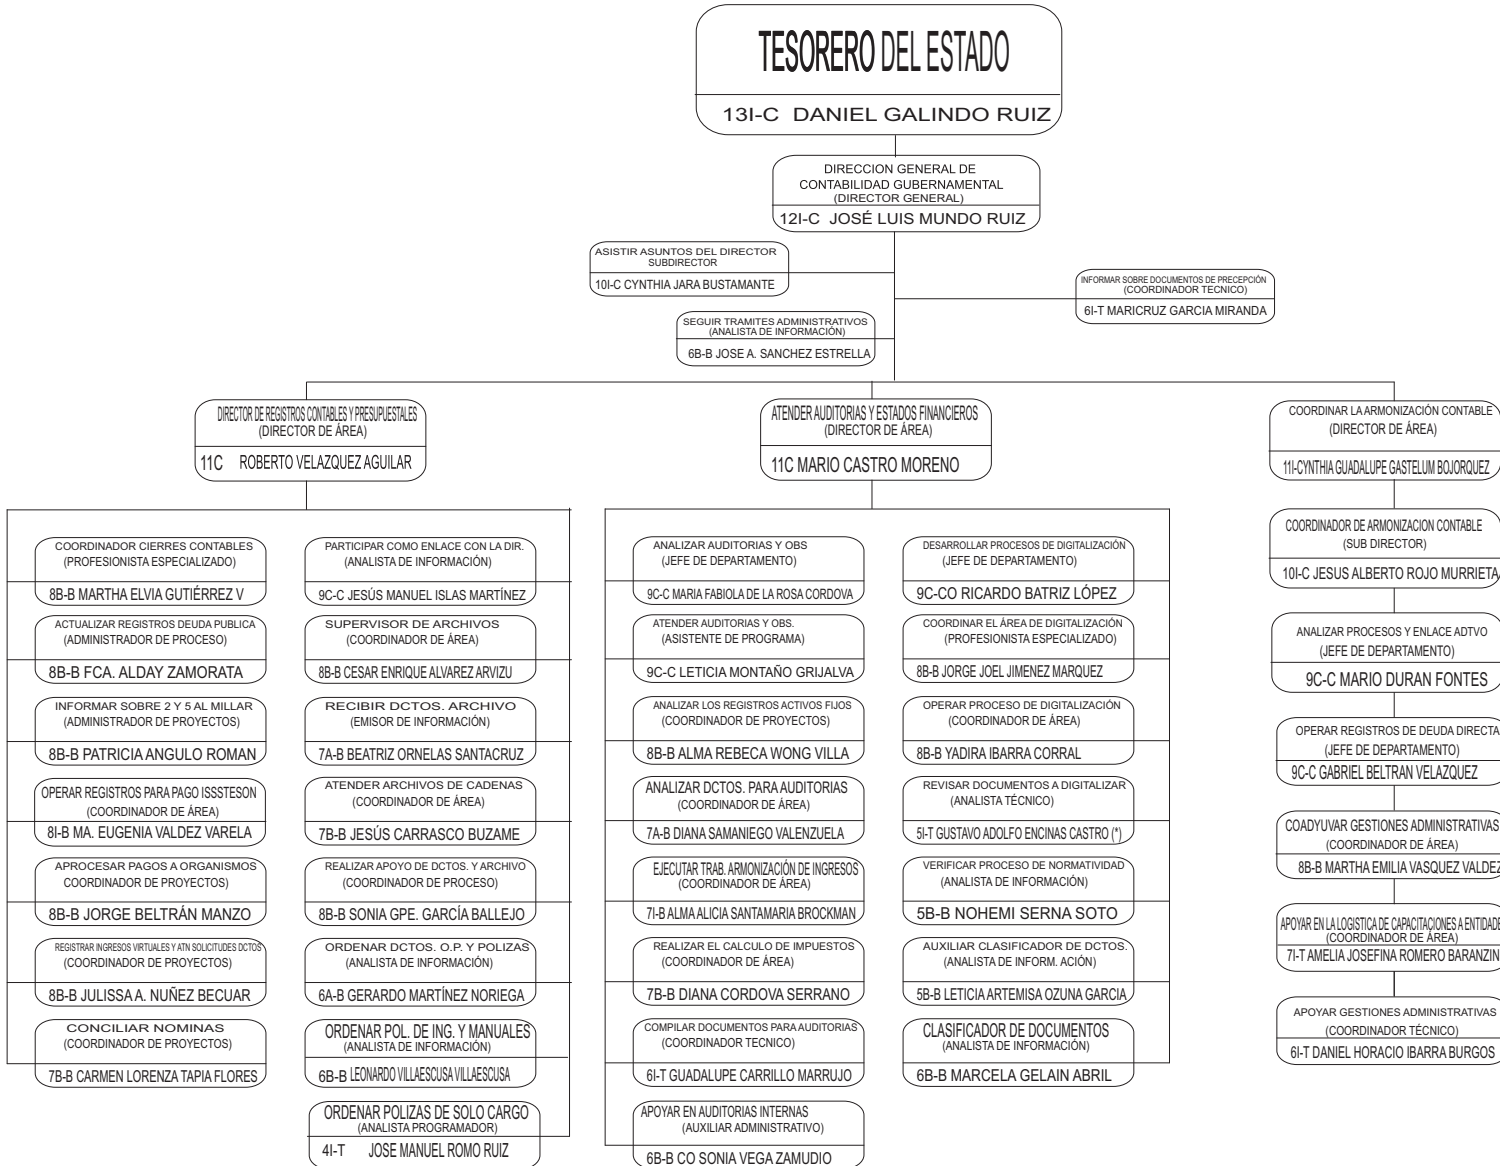 TESORERO DEL ESTADO
13I-C DANIEL GALINDO RUIZ
DIRECCION GENERAL DE
CONTABILIDAD GUBERNAMENTAL
(DIRECTOR GENERAL)
12I-C JOSÉ LUIS MUNDO RUIZ
ASISTIR ASUNTOS DEL DIRECTOR
SUBDIRECTOR
10I-C CYNTHIA JARA BUSTAMANTE
INFORMAR SOBRE DOCUMENTOS DE PRECEPCIÓN
(COORDINADOR TECNICO)
6I-T MARICRUZ GARCIA MIRANDA
SEGUIR TRAMITES ADMINISTRATIVOS
(ANALISTA DE INFORMACIÓN)
6B-B JOSE A. SANCHEZ ESTRELLA
DIRECTOR DE REGISTROS CONTABLES Y PRESUPUESTALES
(DIRECTOR DE ÁREA)
11C ROBERTO VELAZQUEZ AGUILAR
COORDINADOR CIERRES CONTABLES
(PROFESIONISTA ESPECIALIZADO)
8B-B MARTHA ELVIA GUTIÉRREZ V
ACTUALIZAR REGISTROS DEUDA PUBLICA
(ADMINISTRADOR DE PROCESO)
8B-B FCA. ALDAY ZAMORATA
INFORMAR SOBRE 2 Y 5 AL MILLAR
(ADMINISTRADOR DE PROYECTOS)
8B-B PATRICIA ANGULO ROMAN
OPERAR REGISTROS PARA PAGO ISSSTESON
(COORDINADOR DE ÁREA)
8I-B MA. EUGENIA VALDEZ VARELA
APROCESAR PAGOS A ORGANISMOS
COORDINADOR DE PROYECTOS)
8B-B JORGE BELTRÁN MANZO
REGISTRAR INGRESOS VIRTUALES Y ATN SOLICITUDES DCTOS
(COORDINADOR DE PROYECTOS)
8B-B JULISSA A. NUÑEZ BECUAR
CONCILIAR NOMINAS
(COORDINADOR DE PROYECTOS)
7B-B CARMEN LORENZA TAPIA FLORES
PARTICIPAR COMO ENLACE CON LA DIR.
(ANALISTA DE INFORMACIÓN)
9C-C JESÚS MANUEL ISLAS MARTÍNEZ
SUPERVISOR DE ARCHIVOS
(COORDINADOR DE ÁREA)
8B-B CESAR ENRIQUE ALVAREZ ARVIZU
RECIBIR DCTOS. ARCHIVO
(EMISOR DE INFORMACIÓN)
7A-B BEATRIZ ORNELAS SANTACRUZ
ATENDER ARCHIVOS DE CADENAS
(COORDINADOR DE ÁREA)
7B-B JESÚS CARRASCO BUZAME
REALIZAR APOYO DE DCTOS. Y ARCHIVO
(COORDINADOR DE PROCESO)
8B-B SONIA GPE. GARCÍA BALLEJO
ORDENAR DCTOS. O.P. Y POLIZAS
(ANALISTA DE INFORMACIÓN)
6A-B GERARDO MARTÍNEZ NORIEGA
ORDENAR POL. DE ING. Y MANUALES
(ANALISTA DE INFORMACIÓN)
6B-B LEONARDO VILLAESCUSA VILLAESCUSA
ORDENAR POLIZAS DE SOLO CARGO
(ANALISTA PROGRAMADOR)
4I-T JOSE MANUEL ROMO RUIZ
ATENDER AUDITORIAS Y ESTADOS FINANCIEROS
(DIRECTOR DE ÁREA)
11C MARIO CASTRO MORENO
ANALIZAR AUDITORIAS Y OBS
(JEFE DE DEPARTAMENTO)
9C-C MARIA FABIOLA DE LA ROSA CORDOVA
ATENDER AUDITORIAS Y OBS.
(ASISTENTE DE PROGRAMA)
9C-C LETICIA MONTAÑO GRIJALVA
ANALIZAR LOS REGISTROS ACTIVOS FIJOS
(COORDINADOR DE PROYECTOS)
8B-B ALMA REBECA WONG VILLA
ANALIZAR DCTOS. PARA AUDITORIAS
(COORDINADOR DE ÁREA)
7A-B DIANA SAMANIEGO VALENZUELA
EJECUTAR TRAB. ARMONIZACIÓN DE INGRESOS
(COORDINADOR DE ÁREA)
7I-B ALMA ALICIA SANTAMARIA BROCKMAN
REALIZAR EL CALCULO DE IMPUESTOS
(COORDINADOR DE ÁREA)
7B-B DIANA CORDOVA SERRANO
COMPILAR DOCUMENTOS PARA AUDITORIAS
(COORDINADOR TECNICO)
6I-T GUADALUPE CARRILLO MARRUJO
APOYAR EN AUDITORIAS INTERNAS
(AUXILIAR ADMINISTRATIVO)
6B-B CO SONIA VEGA ZAMUDIO
DESARROLLAR PROCESOS DE DIGITALIZACIÓN
(JEFE DE DEPARTAMENTO)
9C-CO RICARDO BATRIZ LÓPEZ
COORDINAR EL ÁREA DE DIGITALIZACIÓN
(PROFESIONISTA ESPECIALIZADO)
8B-B JORGE JOEL JIMENEZ MARQUEZ
OPERAR PROCESO DE DIGITALIZACIÓN
(COORDINADOR DE ÁREA)
8B-B YADIRA IBARRA CORRAL
REVISAR DOCUMENTOS A DIGITALIZAR
(ANALISTA TÉCNICO)
5I-T GUSTAVO ADOLFO ENCINAS CASTRO (*)
VERIFICAR PROCESO DE NORMATIVIDAD
(ANALISTA DE INFORMACIÓN)
5B-B NOHEMI SERNA SOTO
AUXILIAR CLASIFICADOR DE DCTOS.
(ANALISTA DE INFORM. ACIÓN)
5B-B LETICIA ARTEMISA OZUNA GARCIA
CLASIFICADOR DE DOCUMENTOS
(ANALISTA DE INFORMACIÓN)
6B-B MARCELA GELAIN ABRIL
COORDINAR LA ARMONIZACIÓN CONTABLE
(DIRECTOR DE ÁREA)
11I-CYNTHIA GUADALUPE GASTELUM BOJORQUEZ
COORDINADOR DE ARMONIZACION CONTABLE
(SUB DIRECTOR)
10I-C JESUS ALBERTO ROJO MURRIETA
ANALIZAR PROCESOS Y ENLACE ADTVO
(JEFE DE DEPARTAMENTO)
9C-C MARIO DURAN FONTES
OPERAR REGISTROS DE DEUDA DIRECTA
(JEFE DE DEPARTAMENTO)
9C-C GABRIEL BELTRAN VELAZQUEZ
COADYUVAR GESTIONES ADMINISTRATIVAS
(COORDINADOR DE ÁREA)
8B-B MARTHA EMILIA VASQUEZ VALDEZ
APOYAR EN LA LOGISTICA DE CAPACITACIONES A ENTIDADE
(COORDINADOR DE ÁREA)
7I-T AMELIA JOSEFINA ROMERO BARANZIN
APOYAR GESTIONES ADMINISTRATIVAS
(COORDINADOR TÉCNICO)
6I-T DANIEL HORACIO IBARRA BURGOS